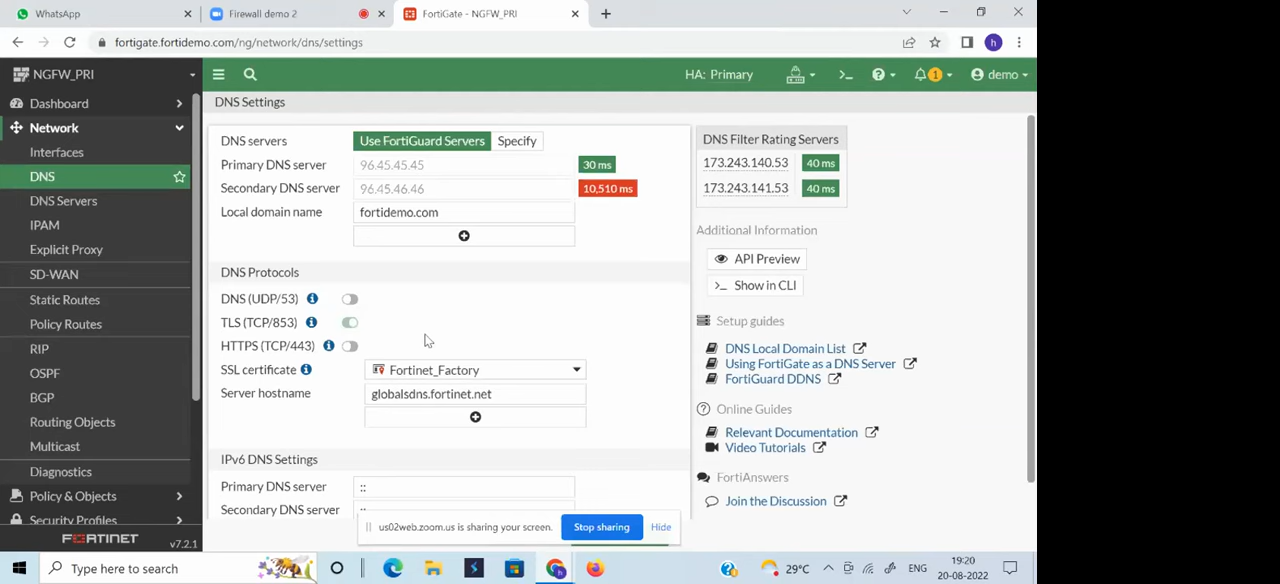 WhatsApp
Firewall demo 2
FortiGate - NGFW_PRI
fortigate.fortidemo.com/ng/network/dns/settings
h
NGFW_PRI
HA: Primary
1
demo
Dashboard
Network
Interfaces
DNS
DNS Servers
IPAM
Explicit Proxy
SD-WAN
Static Routes
Policy Routes
RIP
OSPF
BGP
Routing Objects
Multicast
Diagnostics
Policy & Objects
Security Profiles
FORTINET
v7.2.1
DNS Settings
DNS servers
Use FortiGuard Servers
Specify
Primary DNS server
96.45.45.45
30 ms
Secondary DNS server
96.45.46.46
10,510 ms
Local domain name
fortidemo.com
DNS Protocols
DNS (UDP/53)
TLS (TCP/853)
HTTPS (TCP/443)
SSL certificate
Fortinet_Factory
Server hostname
globalsdns.fortinet.net
IPv6 DNS Settings
Primary DNS server
::
Secondary DNS server
::
DNS Filter Rating Servers
173.243.140.53
40 ms
173.243.141.53
40 ms
Additional Information
API Preview
>_ Show in CLI
Setup guides
DNS Local Domain List
Using FortiGate as a DNS Server
FortiGuard DDNS
Online Guides
Relevant Documentation
Video Tutorials
FortiAnswers
Join the Discussion
us02web.zoom.us is sharing your screen.
Stop sharing
Hide
Type here to search
29°C
ENG
19:20
20-08-2022